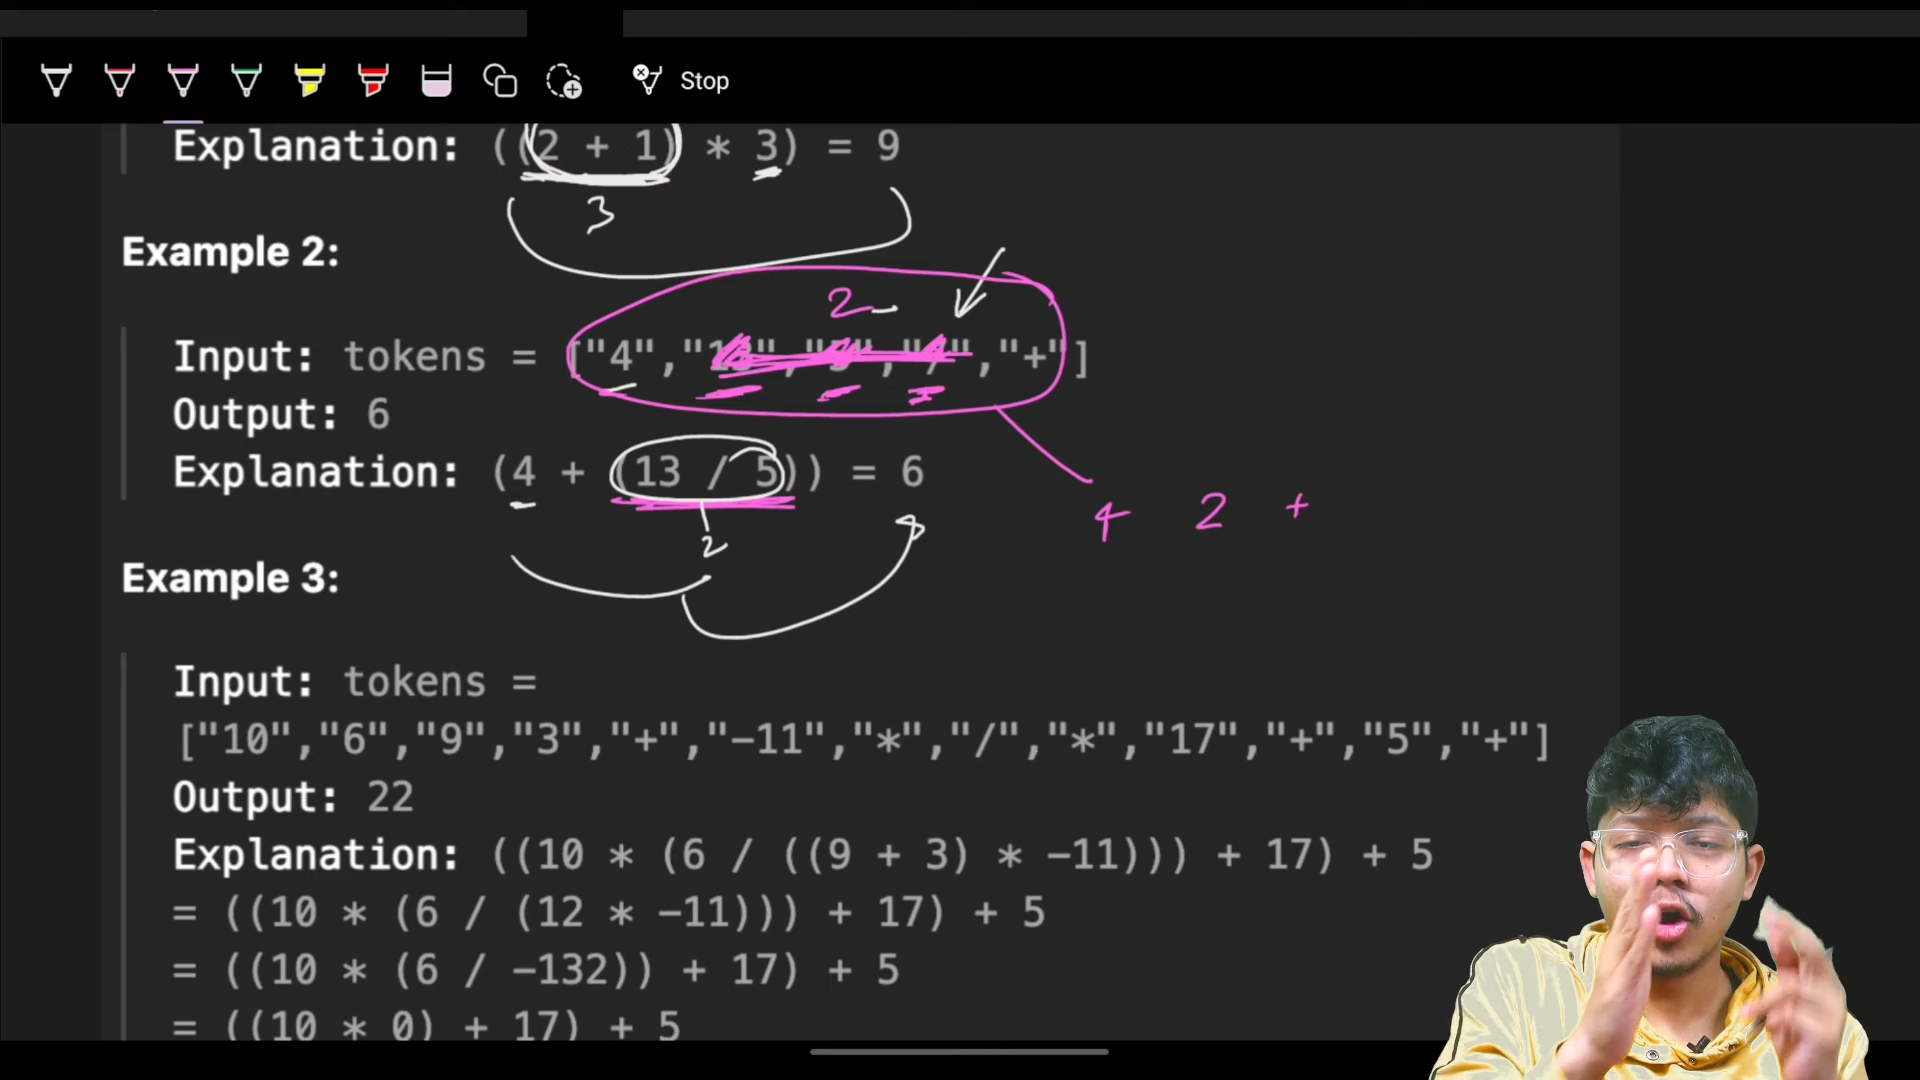 Stop
Explanation: ((2 + 1) * 3) = 9
3
Example 2:
2
Input: tokens = ["4","13","5","/","+"]
Output: 6
Explanation: (4 + (13 / 5)) = 6
4 2 +
2
Example 3:
Input: tokens =
["10","6","9","3","+","-11","*","/","*","17","+","5","+"]
Output: 22
Explanation: ((10 * (6 / ((9 + 3) * -11))) + 17) + 5
= ((10 * (6 / (12 * -11))) + 17) + 5
= ((10 * (6 / -132)) + 17) + 5
= ((10 * 0) + 17) + 5